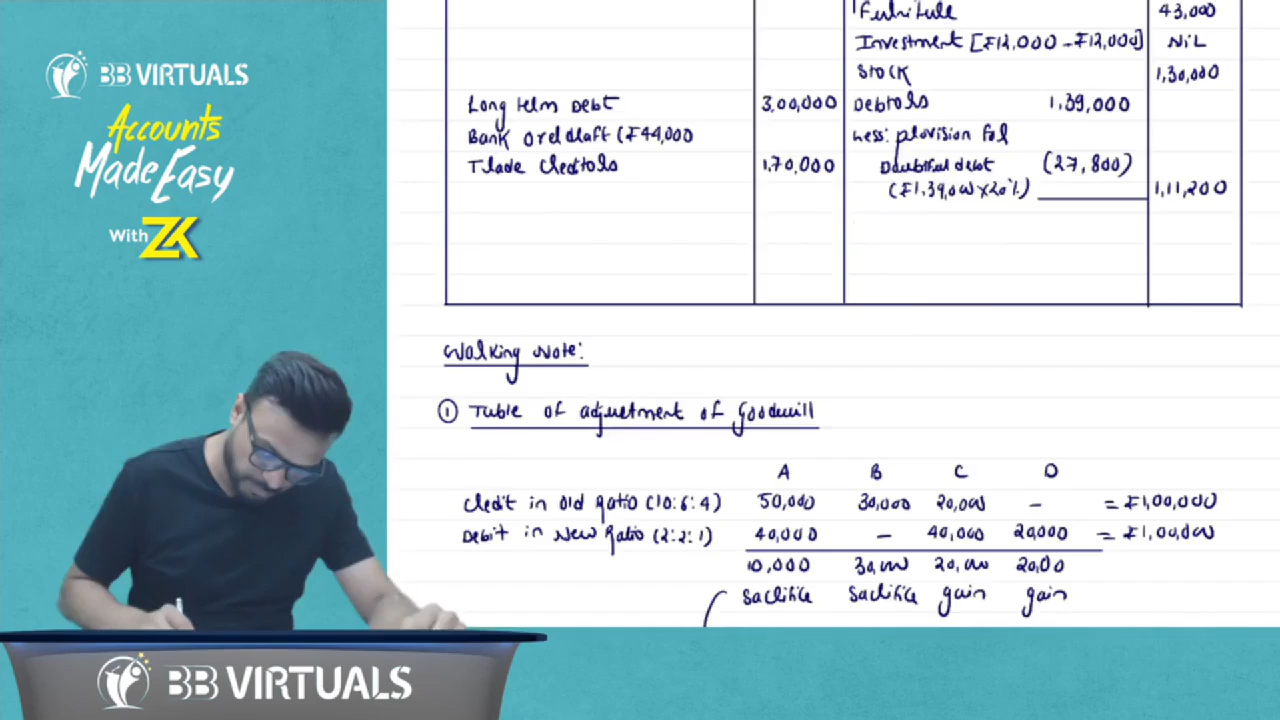 BB VIRTUALS
Accounts
Made Easy
With ZK
Furniture 43,000
Investment [₹12,000 - ₹12,000] NIL
Stock 1,30,000
Long term Debt 3,00,000 Debtors 1,39,000
Bank overdraft (₹44,000 Less: provision for
Trade Creditors 1,70,000 Doubtful debt (27,800)
(₹1,39,000x20%) 1,11,200
Working Note:
① Table of adjustment of Goodwill
A B C D
Credit in Old Ratio (10:6:4) 50,000 30,000 20,000 - = ₹1,00,000
Debit in New Ratio (2:2:1) 40,000 - 40,000 20,000 = ₹1,00,000
10,000 30,000 20,000 20,00
Sacrifice Sacrifice gain gain
BB VIRTUALS